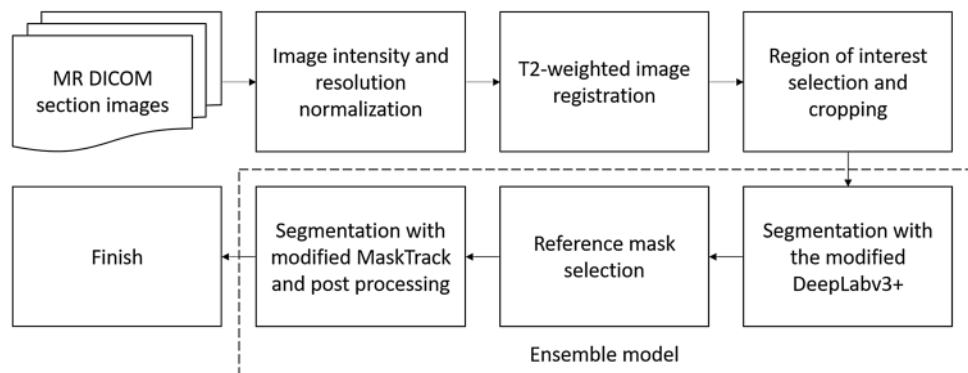 MR DICOM
section images
Image intensity and
resolution
normalization
T2-weighted image
registration
Region of interest
selection and
cropping
Segmentation with
the modified
DeepLabv3+
Reference mask
selection
Segmentation with
modified MaskTrack
and post processing
Finish
Ensemble model